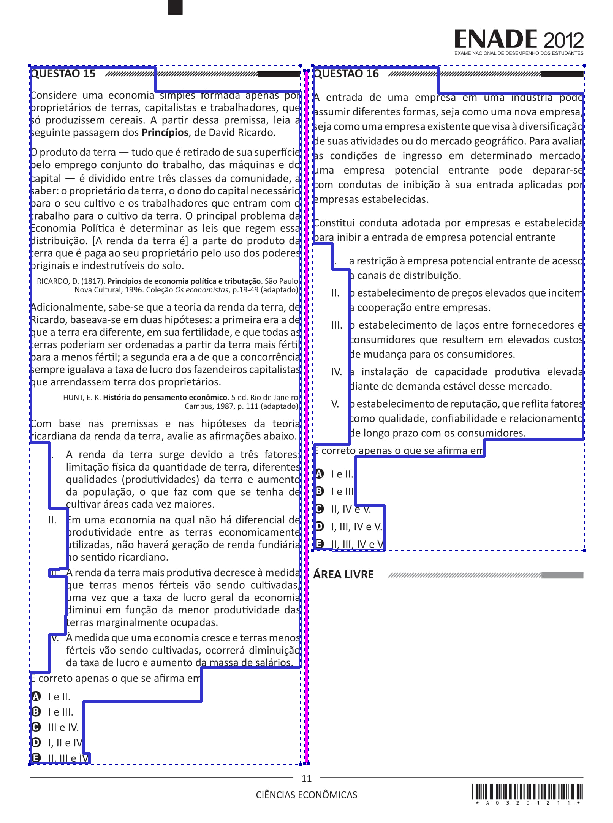 ENADE 2012
EXAME NACIONAL DE DESEMPENHO DOS ESTUDANTES
QUESTÃO 15
Considere uma economia simples formada apenas por
proprietários de terras, capitalistas e trabalhadores, que
só produzissem cereais. A partir dessa premissa, leia a
seguinte passagem dos Princípios, de David Ricardo.
O produto da terra — tudo que é retirado de sua superfície
pelo emprego conjunto do trabalho, das máquinas e do
capital — é dividido entre três classes da comunidade, a
saber: o proprietário da terra, o dono do capital necessário
para o seu cultivo e os trabalhadores que entram com o
trabalho para o cultivo da terra. O principal problema da
Economia Política é determinar as leis que regem essa
distribuição. [A renda da terra é] a parte do produto da
terra que é paga ao seu proprietário pelo uso dos poderes
originais e indestrutíveis do solo.
RICARDO, D. (1817). Princípios de economia política e tributação. São Paulo:
Nova Cultural, 1996. Coleção Os economistas, p.19-49 (adaptado)
Adicionalmente, sabe-se que a teoria da renda da terra, de
Ricardo, baseava-se em duas hipóteses: a primeira era a de
que a terra era diferente, em sua fertilidade, e que todas as
terras poderiam ser ordenadas a partir da terra mais fértil
para a menos fértil; a segunda era a de que a concorrência
sempre igualava a taxa de lucro dos fazendeiros capitalistas
que arrendassem terra dos proprietários.
HUNT, E. K. História do pensamento econômico. 5 ed. Rio de Janeiro:
Campus, 1987. p. 111 (adaptado)
Com base nas premissas e nas hipóteses da teoria
ricardiana da renda da terra, avalie as afirmações abaixo.
I. A renda da terra surge devido a três fatores:
limitação física da quantidade de terra, diferentes
qualidades (produtividades) da terra e aumento
da população, o que faz com que se tenha de
cultivar áreas cada vez maiores.
II. Em uma economia na qual não há diferencial de
produtividade entre as terras economicamente
utilizadas, não haverá geração de renda fundiária
no sentido ricardiano.
III. A renda da terra mais produtiva decresce à medida
que terras menos férteis vão sendo cultivadas,
uma vez que a taxa de lucro geral da economia
diminui em função da menor produtividade das
terras marginalmente ocupadas.
IV. À medida que uma economia cresce e terras menos
férteis vão sendo cultivadas, ocorrerá diminuição
da taxa de lucro e aumento da massa de salários.
É correto apenas o que se afirma em
A I e II.
B I e III.
C III e IV.
D I, II e IV.
E II, III e IV.
QUESTÃO 16
A entrada de uma empresa em uma indústria pode
assumir diferentes formas, seja como uma nova empresa,
seja como uma empresa existente que visa à diversificação
de suas atividades ou do mercado geográfico. Para avaliar
as condições de ingresso em determinado mercado,
uma empresa potencial entrante pode deparar-se
com condutas de inibição à sua entrada aplicadas por
empresas estabelecidas.
Constitui conduta adotada por empresas e estabelecida
para inibir a entrada de empresa potencial entrante
I. a restrição à empresa potencial entrante de acesso
a canais de distribuição.
II. o estabelecimento de preços elevados que incitem
a cooperação entre empresas.
III. o estabelecimento de laços entre fornecedores e
consumidores que resultem em elevados custos
de mudança para os consumidores.
IV. a instalação de capacidade produtiva elevada
diante de demanda estável desse mercado.
V. o estabelecimento de reputação, que reflita fatores
como qualidade, confiabilidade e relacionamento
de longo prazo com os consumidores.
É correto apenas o que se afirma em
A I e II.
B I e III.
C II, IV e V.
D I, III, IV e V.
E II, III, IV e V.
ÁREA LIVRE
11
CIÊNCIAS ECONÔMICAS
*A0320121 1*